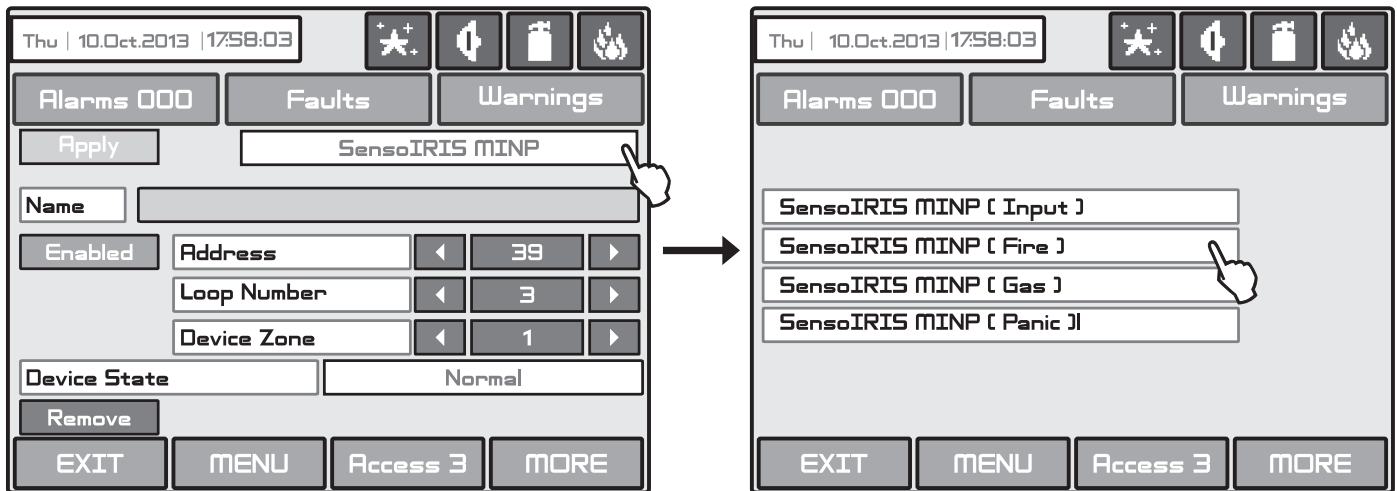 Thu | 10.Oct.2013 | 17:58:03
Alarms 000 Faults Warnings
Apply SensoIRIS MINP
Name
Enabled Address 39
Loop Number 3
Device Zone 1
Device State Normal
Remove
EXIT MENU Access 3 MORE
Thu | 10.Oct.2013 | 17:58:03
Alarms 000 Faults Warnings
SensoIRIS MINP [ Input ]
SensoIRIS MINP [ Fire ]
SensoIRIS MINP [ Gas ]
SensoIRIS MINP [ Panic ]
EXIT MENU Access 3 MORE